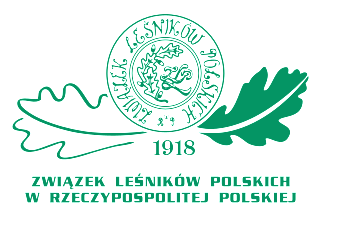 ZWIĄZEK LEŚNIKÓW POLSKICH
1918
ZWIĄZEK LEŚNIKÓW POLSKICH
W RZECZYPOSPOLITEJ POLSKIEJ